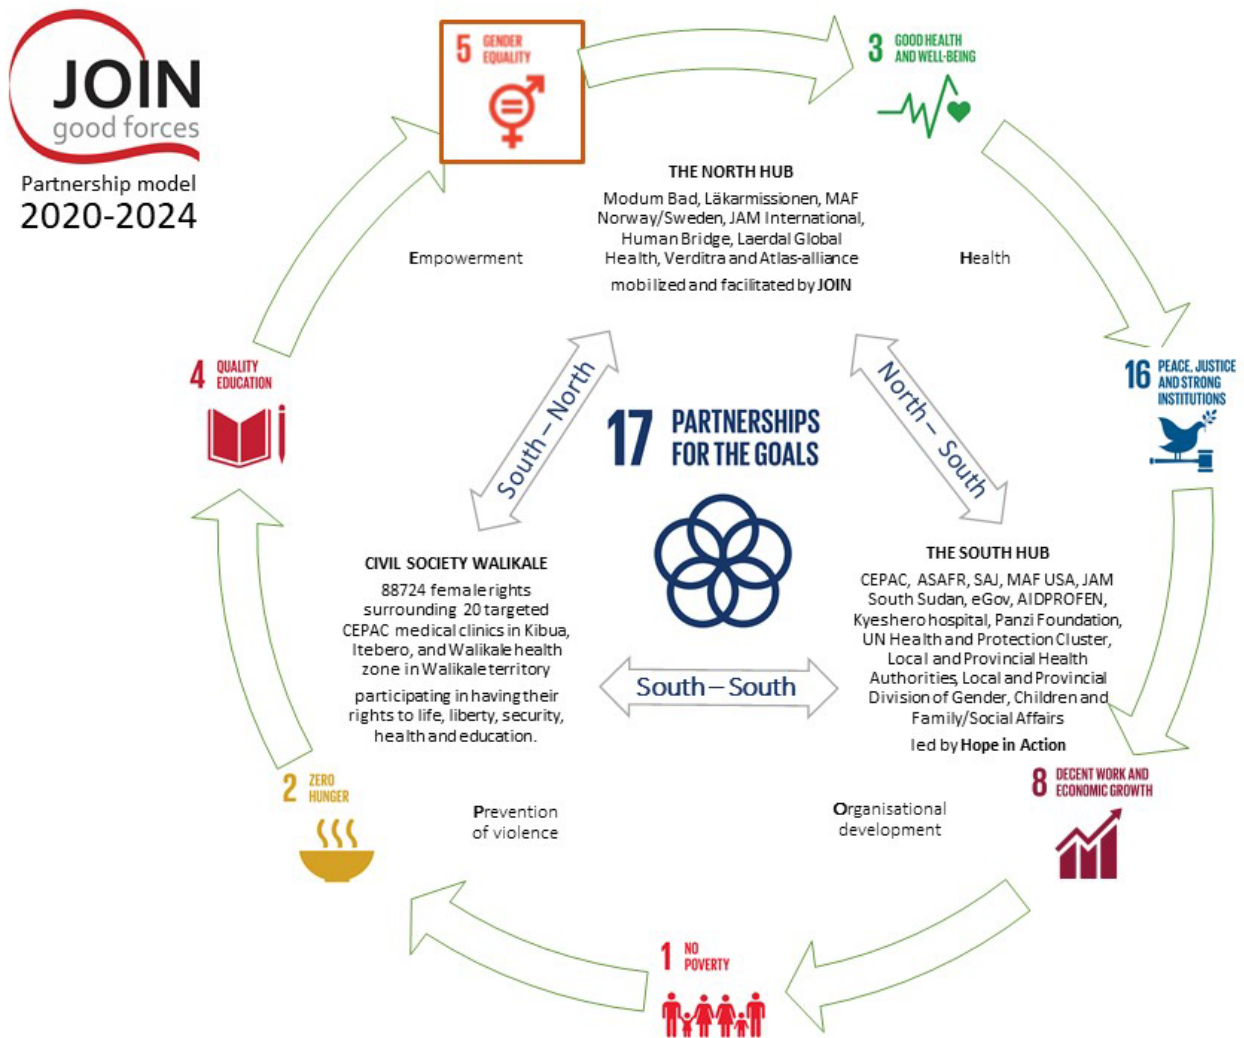 JOIN
good forces
Partnership model
2020-2024
5 GENDER
EQUALITY
3 GOOD HEALTH
AND WELL-BEING
THE NORTH HUB
Modum Bad, Läkarmissionen, MAF
Norway/Sweden, JAM International,
Human Bridge, Laerdal Global
Health, Verditra and Atlas-alliance
mobilized and facilitated by JOIN
Empowerment
Health
4 QUALITY
EDUCATION
16 PEACE, JUSTICE
AND STRONG
INSTITUTIONS
South – North
North – South
17 PARTNERSHIPS
FOR THE GOALS
CIVIL SOCIETY WALIKALE
88724 female rights
surrounding 20 targeted
CEPAC medical clinics in Kibua,
Itebero, and Walikale health
zone in Walikale territory
participating in having their
rights to life, liberty, security,
health and education.
South – South
THE SOUTH HUB
CEPAC, ASAFR, SAJ, MAF USA, JAM
South Sudan, eGov, AIDPROFEN,
Kyeshero hospital, Panzi Foundation,
UN Health and Protection Cluster,
Local and Provincial Health
Authorities, Local and Provincial
Division of Gender, Children and
Family/Social Affairs
led by Hope in Action
2 ZERO
HUNGER
8 DECENT WORK AND
ECONOMIC GROWTH
Prevention
of violence
Organisational
development
1 NO
POVERTY